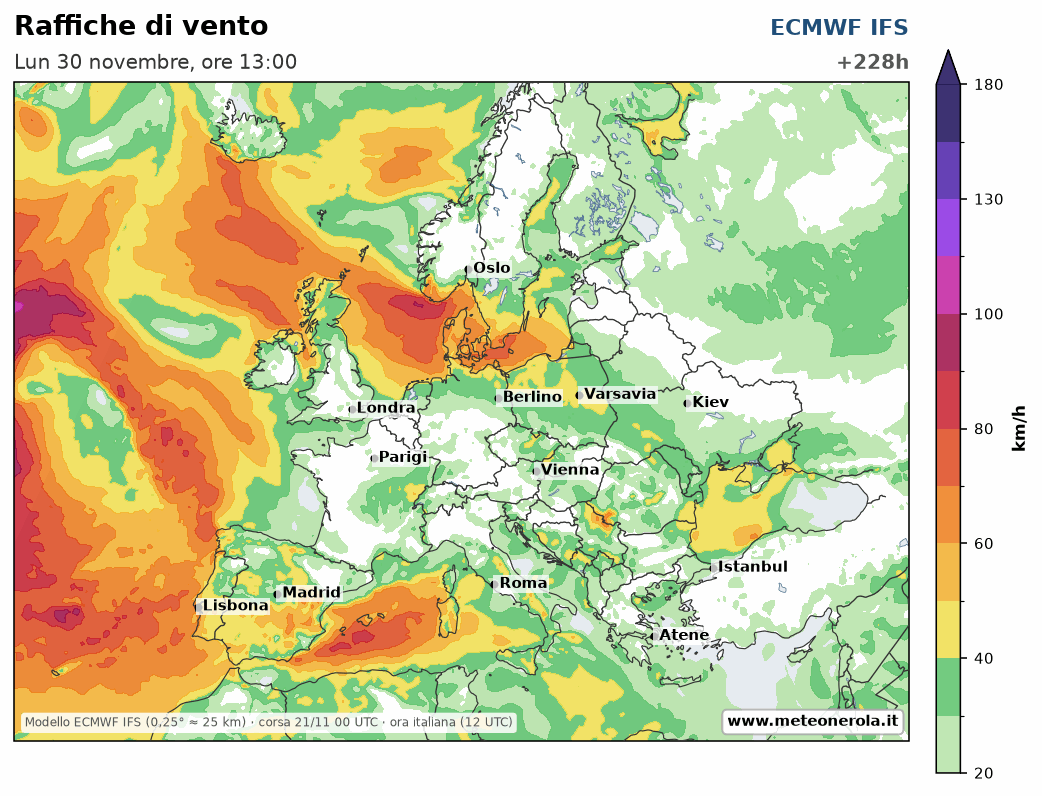 Raffiche di vento
ECMWF IFS
Lun 30 novembre, ore 13:00
+228h
180
130
100
80
60
40
20
km/h
Oslo
Berlino
Varsavia
Kiev
Londra
Parigi
Vienna
Istanbul
Roma
Madrid
Lisbona
Atene
Modello ECMWF IFS (0,25° ≈ 25 km) · corsa 21/11 00 UTC · ora italiana (12 UTC)
www.meteonerola.it